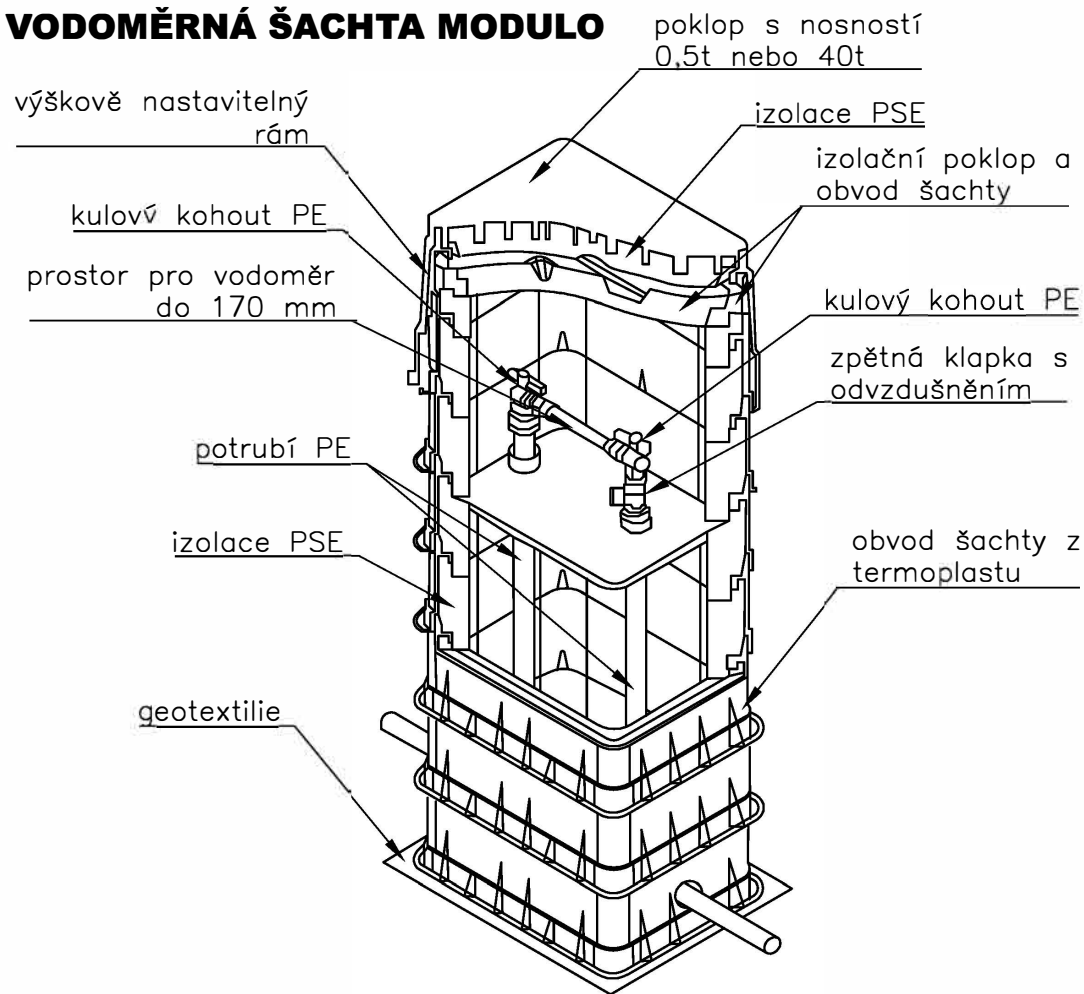 VODOMĚRNÁ ŠACHTA MODULO
poklop s nosností
0,5t nebo 40t
výškově nastavitelný
rám
izolace PSE
izolační poklop a
obvod šachty
kulový kohout PE
prostor pro vodoměr
do 170 mm
kulový kohout PE
zpětná klapka s
odvzdušněním
potrubí PE
izolace PSE
obvod šachty z
termoplastu
geotextilie